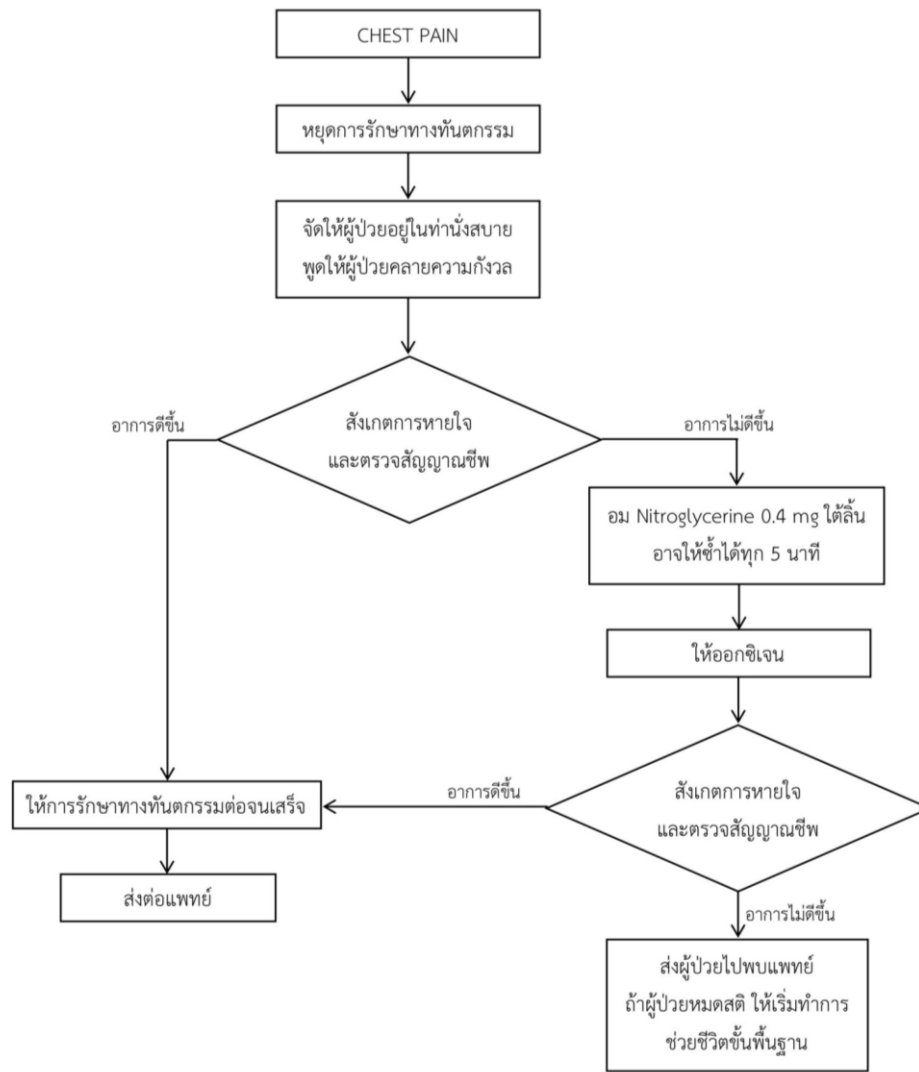 CHEST PAIN
หยุดการรักษาทางทันตกรรม
จัดให้ผู้ป่วยอยู่ในท่านั่งสบาย
พูดให้ผู้ป่วยคลายความกังวล
สังเกตการหายใจ
และตรวจสัญญาณชีพ
อาการดีขึ้น
อาการไม่ดีขึ้น
อม Nitroglycerine 0.4 mg ใต้ลิ้น
อาจให้ซ้ำได้ทุก 5 นาที
ให้ออกซิเจน
สังเกตการหายใจ
และตรวจสัญญาณชีพ
อาการดีขึ้น
ให้การรักษาทางทันตกรรมต่อจนเสร็จ
ส่งต่อแพทย์
อาการไม่ดีขึ้น
ส่งผู้ป่วยไปพบแพทย์
ถ้าผู้ป่วยหมดสติ ให้เริ่มทำการ
ช่วยชีวิตขั้นพื้นฐาน